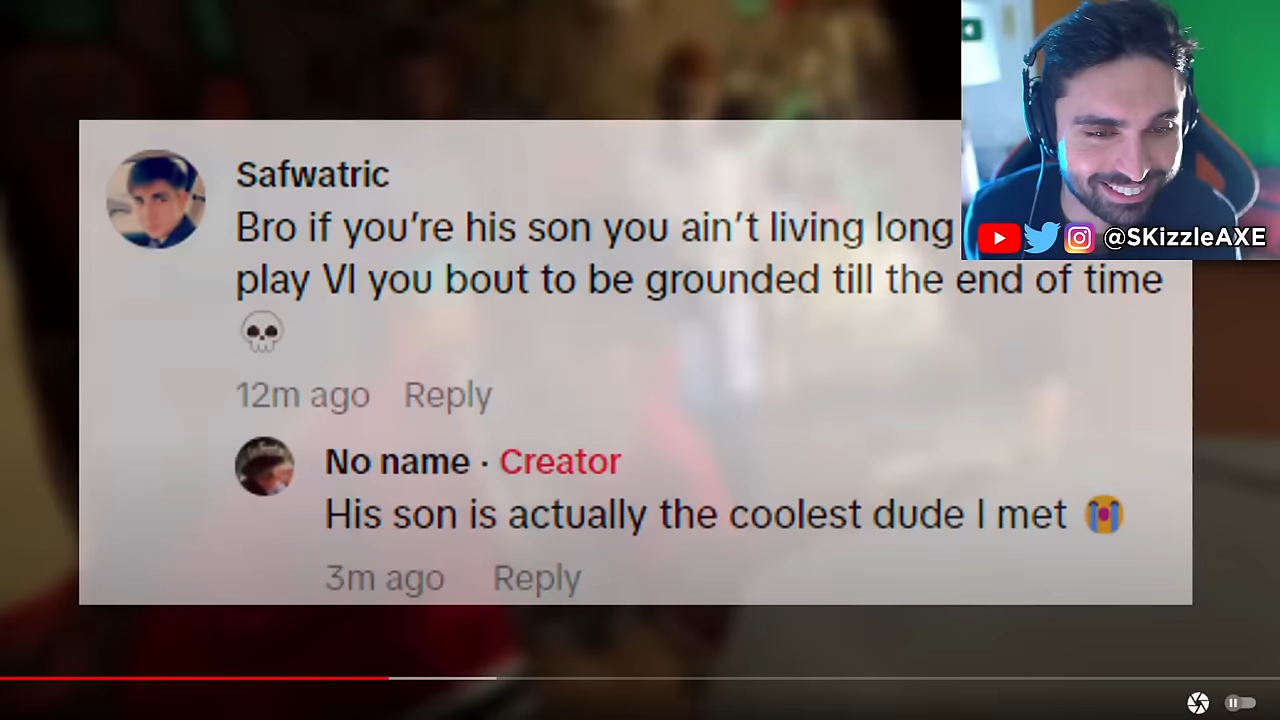 Safwatric
Bro if you’re his son you ain’t living long
play VI you bout to be grounded till the end of time
💀
12m ago Reply
No name · Creator
His son is actually the coolest dude I met 😭
3m ago Reply
@SKizzleAXE